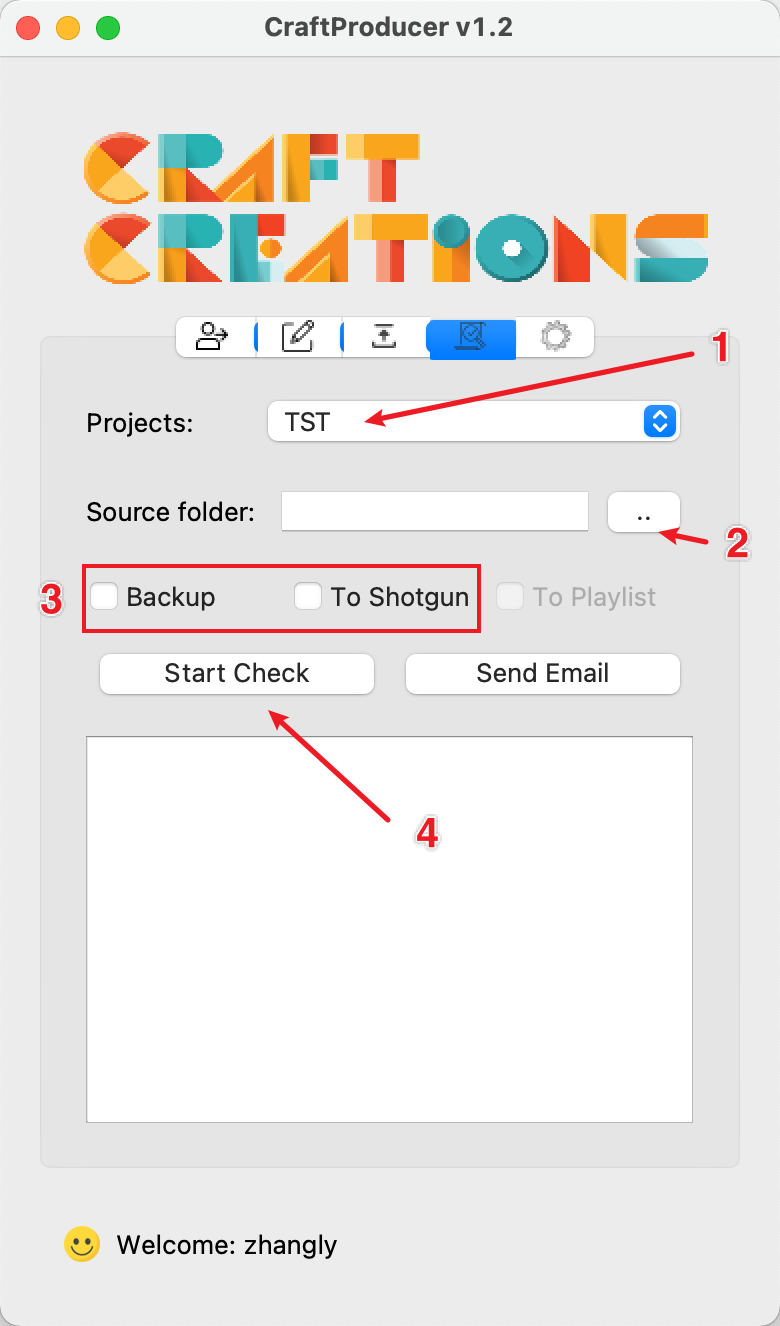 CraftProducer v1.2
CRAFT
CREATIONS
1
Projects: TST
Source folder: ..
2
3 Backup To Shotgun To Playlist
Start Check Send Email
4
Welcome: zhangly